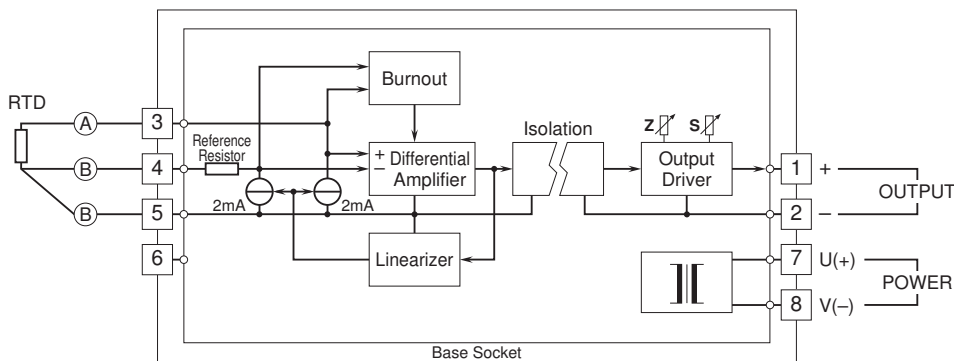 RTD
A
B
B
3
4
5
6
Reference
Resistor
Burnout
+
−
Differential
Amplifier
2mA
2mA
Linearizer
Isolation
Z
S
Output
Driver
1
+
2
−
OUTPUT
7
U(+)
8
V(−)
POWER
Base Socket